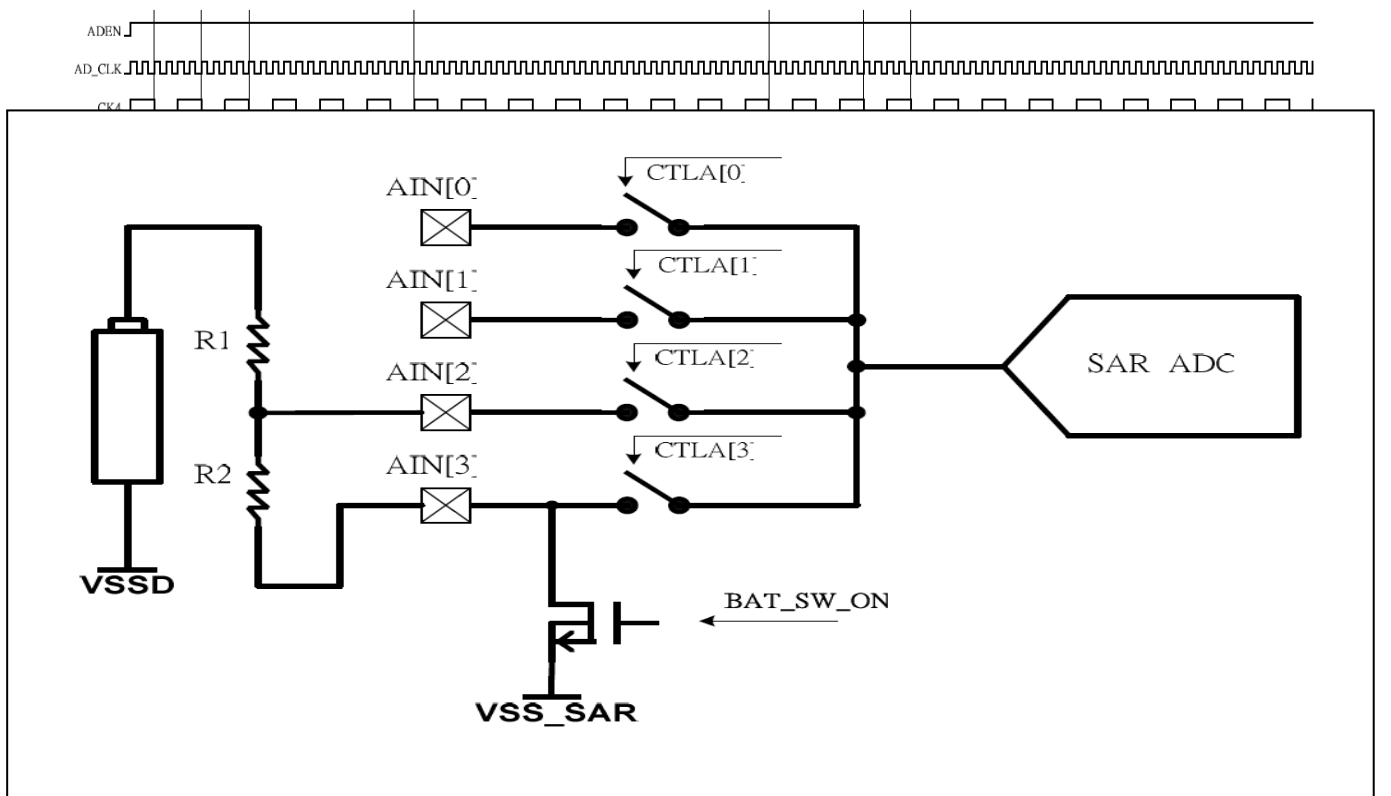 ADEN
AD_CLK
CK4
CTLA[0]
AIN[0]
CTLA[1]
AIN[1]
R1
CTLA[2]
AIN[2]
SAR ADC
CTLA[3]
AIN[3]
R2
VSSD
BAT_SW_ON
VSS_SAR